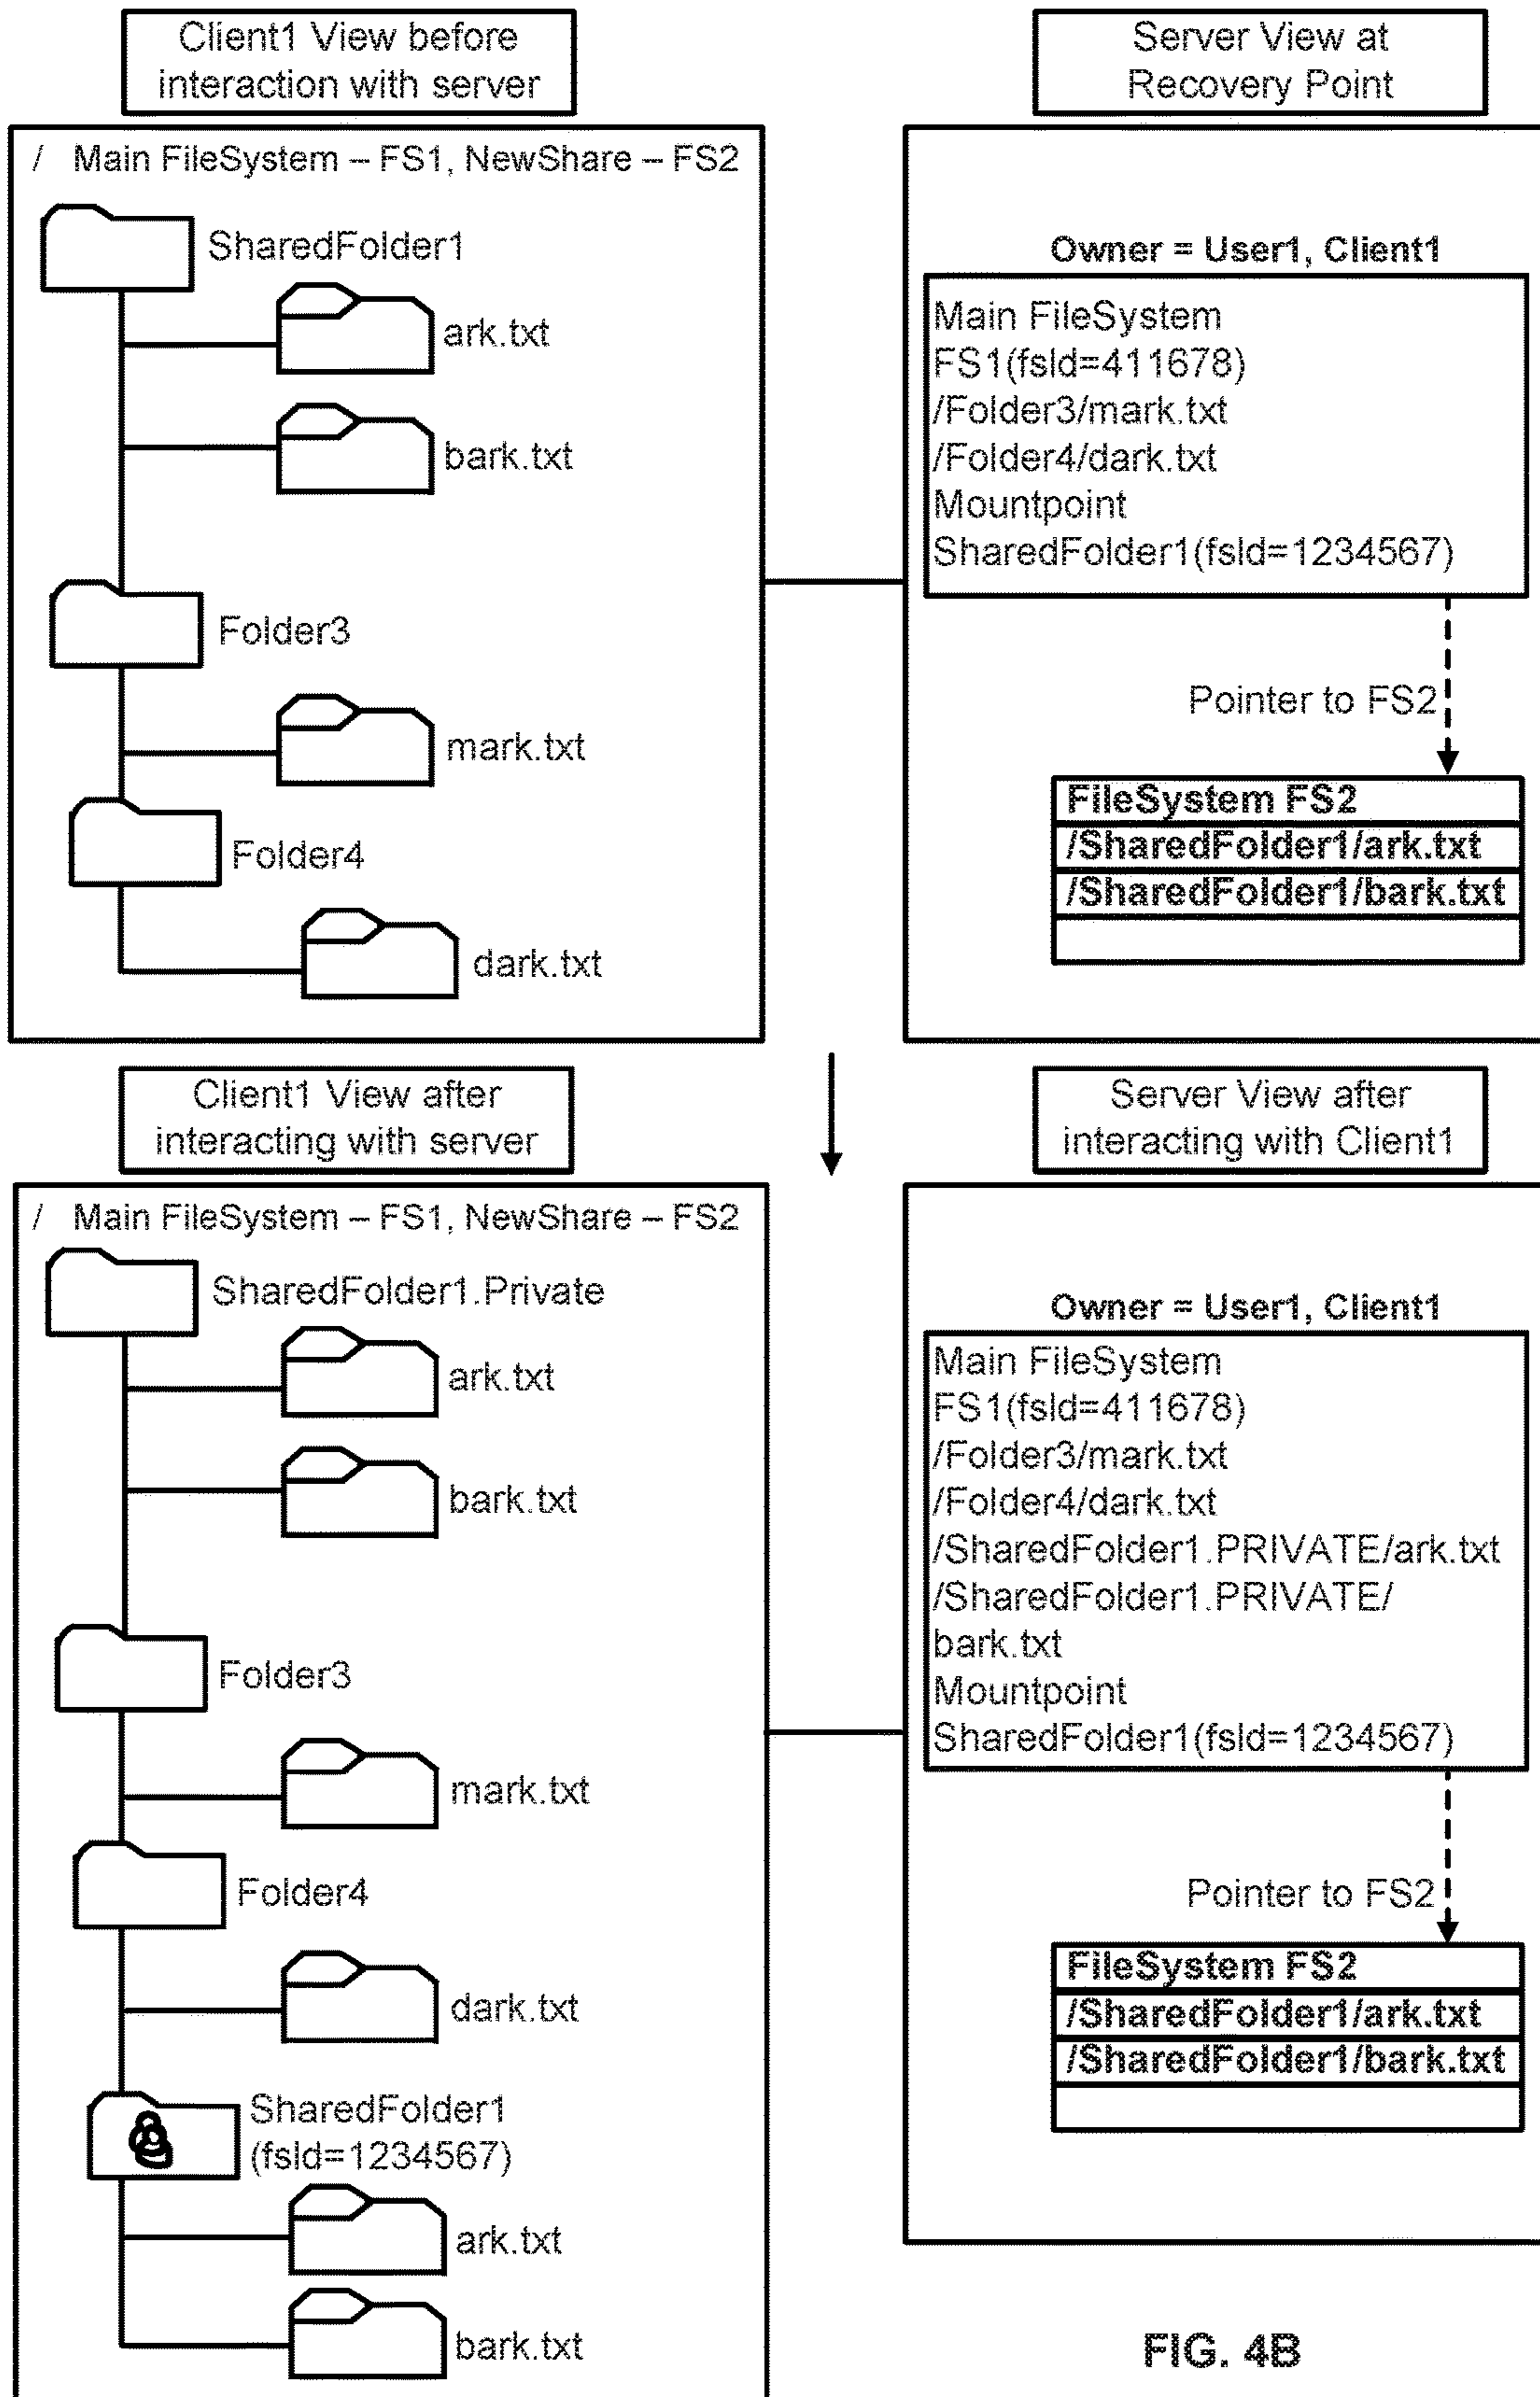 Client1 View before
interaction with server
Server View at
Recovery Point
/ Main FileSystem – FS1, NewShare – FS2
SharedFolder1
ark.txt
bark.txt
Folder3
mark.txt
Folder4
dark.txt
Owner = User1, Client1
Main FileSystem
FS1(fsId=411678)
/Folder3/mark.txt
/Folder4/dark.txt
Mountpoint
SharedFolder1(fsId=1234567)
Pointer to FS2
FileSystem FS2
/SharedFolder1/ark.txt
/SharedFolder1/bark.txt
Client1 View after
interacting with server
Server View after
interacting with Client1
/ Main FileSystem – FS1, NewShare – FS2
SharedFolder1.Private
ark.txt
bark.txt
Folder3
mark.txt
Folder4
dark.txt
SharedFolder1
(fsId=1234567)
ark.txt
bark.txt
Owner = User1, Client1
Main FileSystem
FS1(fsId=411678)
/Folder3/mark.txt
/Folder4/dark.txt
/SharedFolder1.PRIVATE/ark.txt
/SharedFolder1.PRIVATE/
bark.txt
Mountpoint
SharedFolder1(fsId=1234567)
Pointer to FS2
FileSystem FS2
/SharedFolder1/ark.txt
/SharedFolder1/bark.txt
FIG. 4B